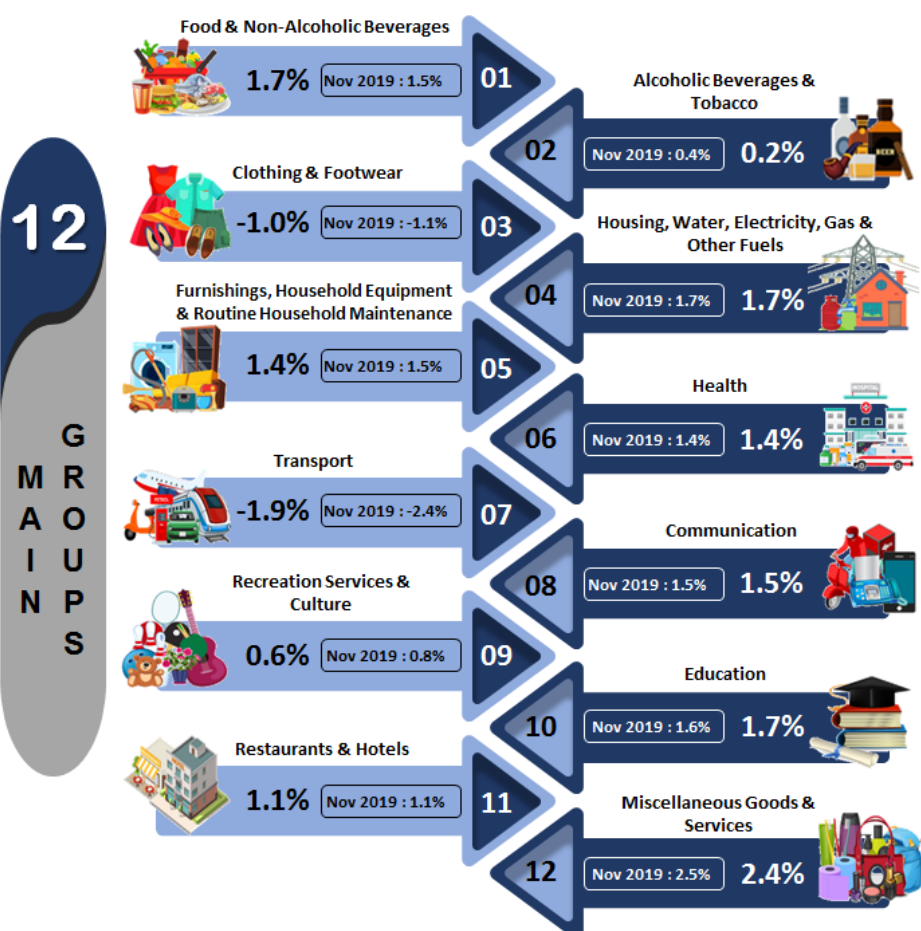 12
MAIN
GROUPS
Food & Non-Alcoholic Beverages
1.7%
Nov 2019 : 1.5%
01
Alcoholic Beverages &
Tobacco
02
Nov 2019 : 0.4%
0.2%
BEER
Clothing & Footwear
-1.0%
Nov 2019 : -1.1%
03
Housing, Water, Electricity, Gas &
Other Fuels
04
Nov 2019 : 1.7%
1.7%
Furnishings, Household Equipment
& Routine Household Maintenance
1.4%
Nov 2019 : 1.5%
05
Health
06
Nov 2019 : 1.4%
1.4%
HOSPITAL
Transport
PETROL
-1.9%
Nov 2019 : -2.4%
07
Communication
08
Nov 2019 : 1.5%
1.5%
Recreation Services &
Culture
0.6%
Nov 2019 : 0.8%
09
Education
10
Nov 2019 : 1.6%
1.7%
Restaurants & Hotels
1.1%
Nov 2019 : 1.1%
11
Miscellaneous Goods &
Services
12
Nov 2019 : 2.5%
2.4%